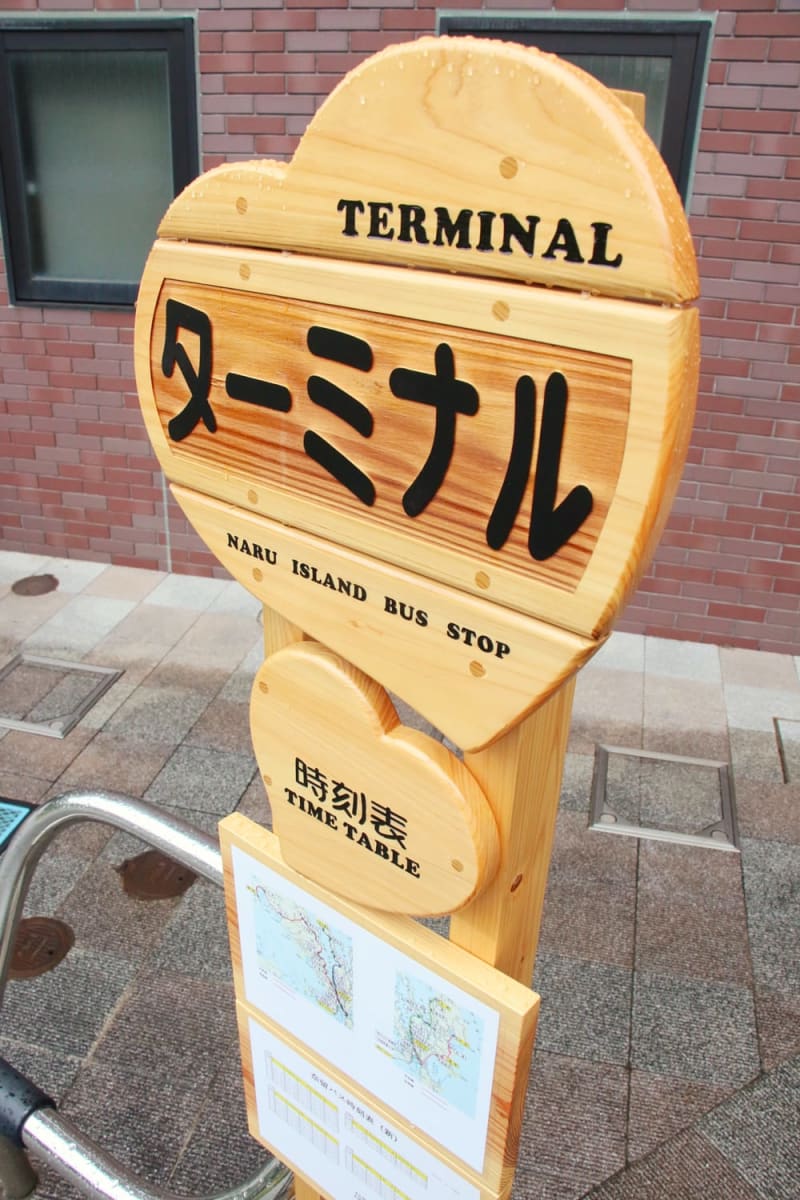 TERMINAL
ターミナル
NARU ISLAND BUS STOP
時刻表
TIME TABLE
奈留バス時刻表（新）